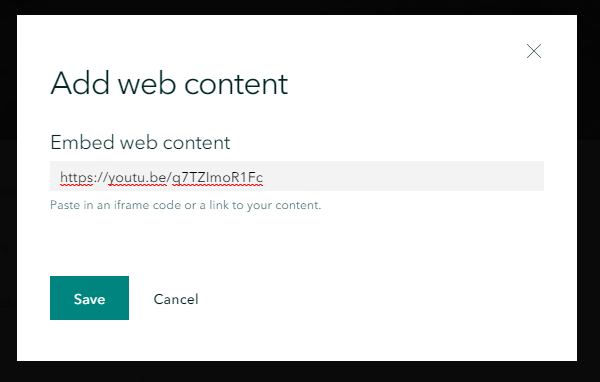 Add web content
Embed web content
https://youtu.be/q7TZImoR1Fc
Paste in an iframe code or a link to your content.
Save
Cancel